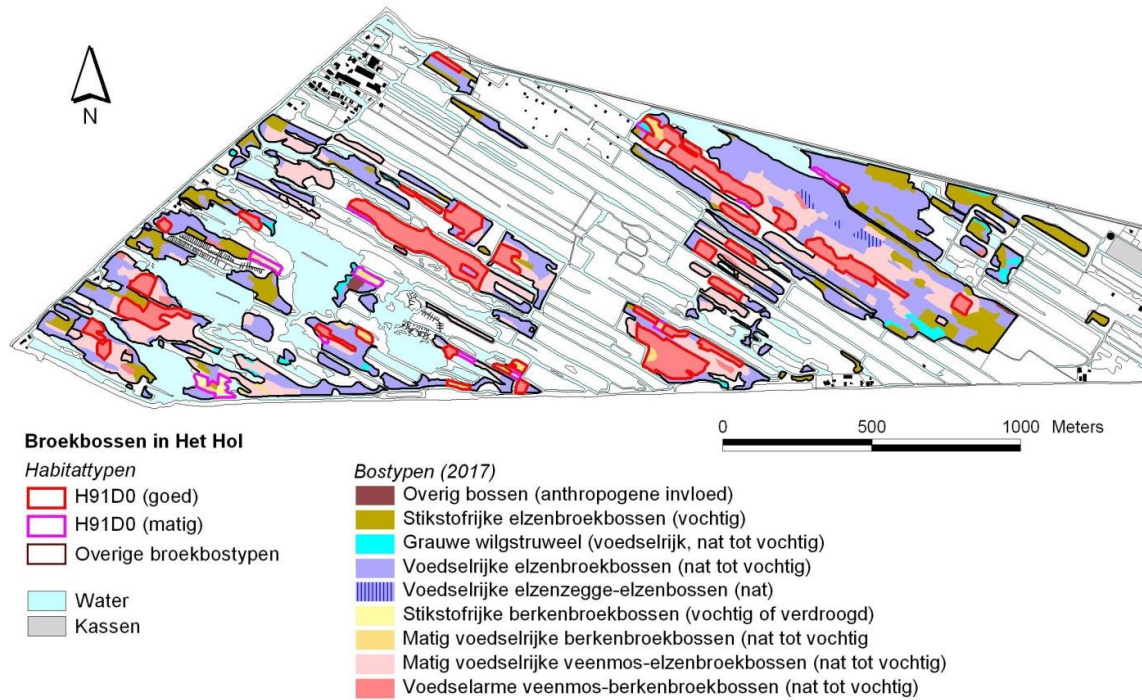 N
0 500 1000 Meters
Broekbossen in Het Hol
Habitattypen
H91D0 (goed)
H91D0 (matig)
Overige broekbostypen
Water
Kassen
Bostypen (2017)
Overig bossen (anthropogene invloed)
Stikstofrijke elzenbroekbossen (vochtig)
Grauwe wilgstruweel (voedselrijk, nat tot vochtig)
Voedselrijke elzenbroekbossen (nat tot vochtig)
Voedselrijke elzenzegge-elzenbossen (nat)
Stikstofrijke berkenbroekbossen (vochtig of verdroogd)
Matig voedselrijke berkenbroekbossen (nat tot vochtig
Matig voedselrijke veenmos-elzenbroekbossen (nat tot vochtig)
Voedselarme veenmos-berkenbroekbossen (nat tot vochtig)